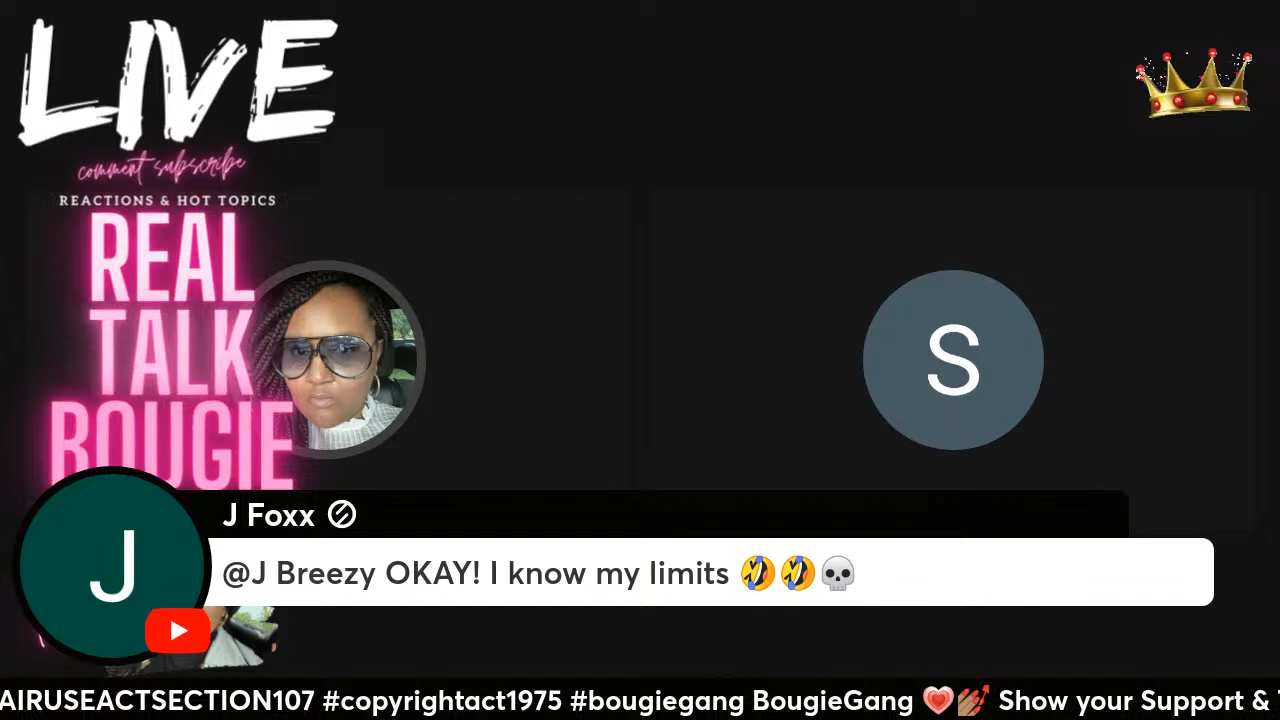 LIVE
comment subscribe
REACTIONS & HOT TOPICS
REAL
TALK
BOUGIE
S
J
J Foxx
@J Breezy OKAY! I know my limits 🤣🤣💀
AIRUSEACTSECTION107 #copyrightact1975 #bougiegang BougieGang 💗💅🏾 Show your Support &